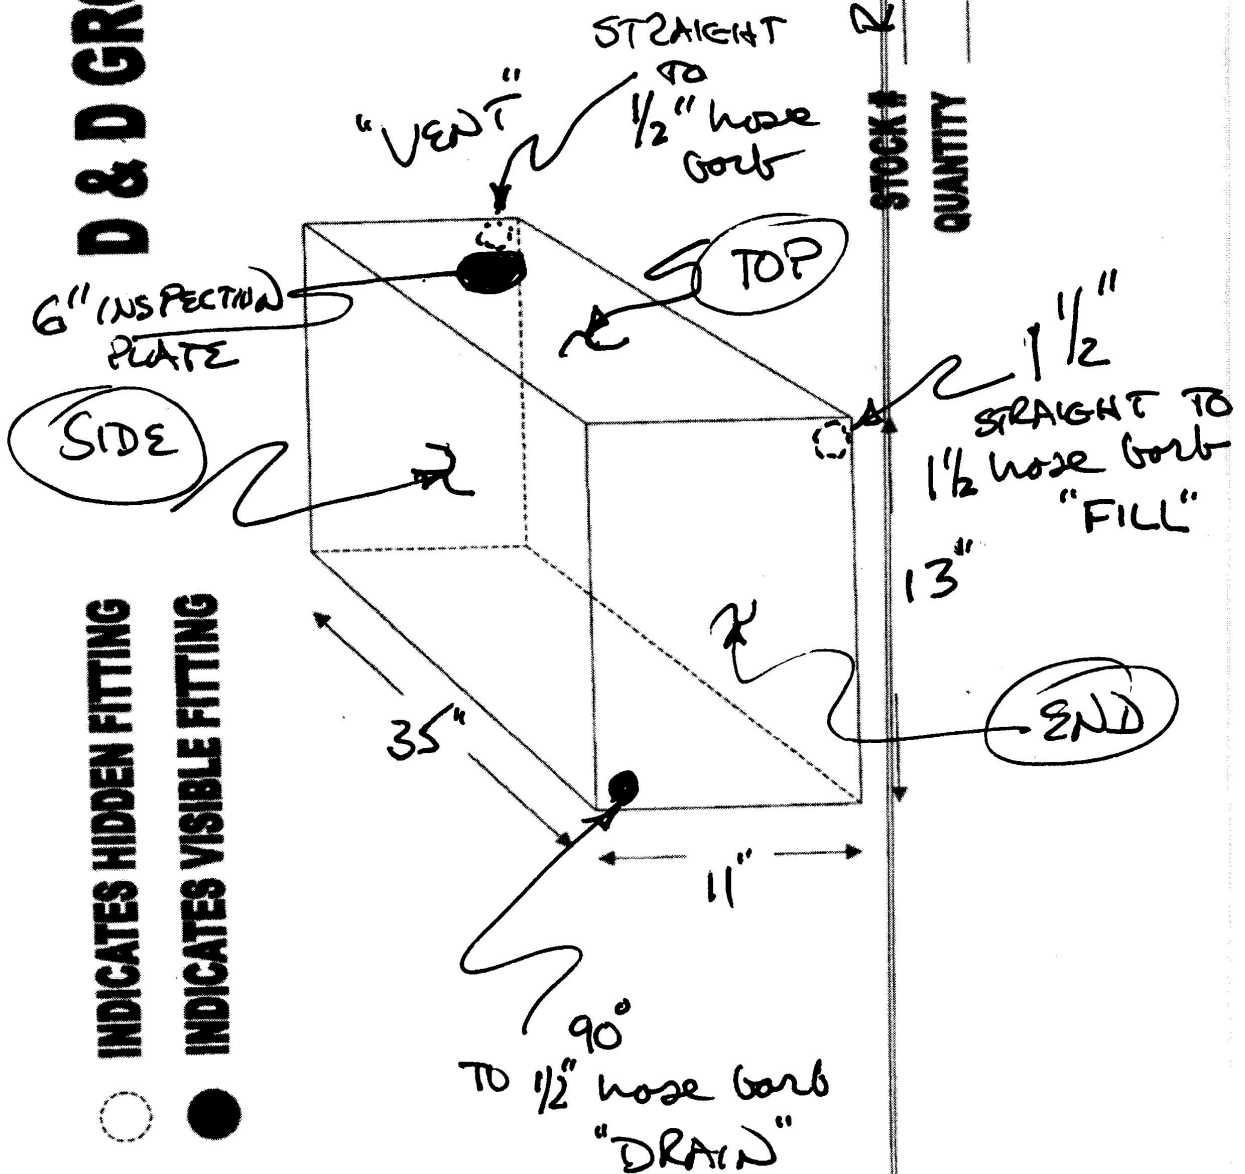 D & D GRO
STRAIGHT
TO
1/2" hose
barb
"VENT"
STOCK #
QUANTITY
TOP
6" INSPECTION
PLATE
SIDE
1 1/2"
STRAIGHT TO
1 1/2 hose barb
"FILL"
13"
END
35"
11"
90°
TO 1/2" hose barb
"DRAIN"
INDICATES HIDDEN FITTING
INDICATES VISIBLE FITTING